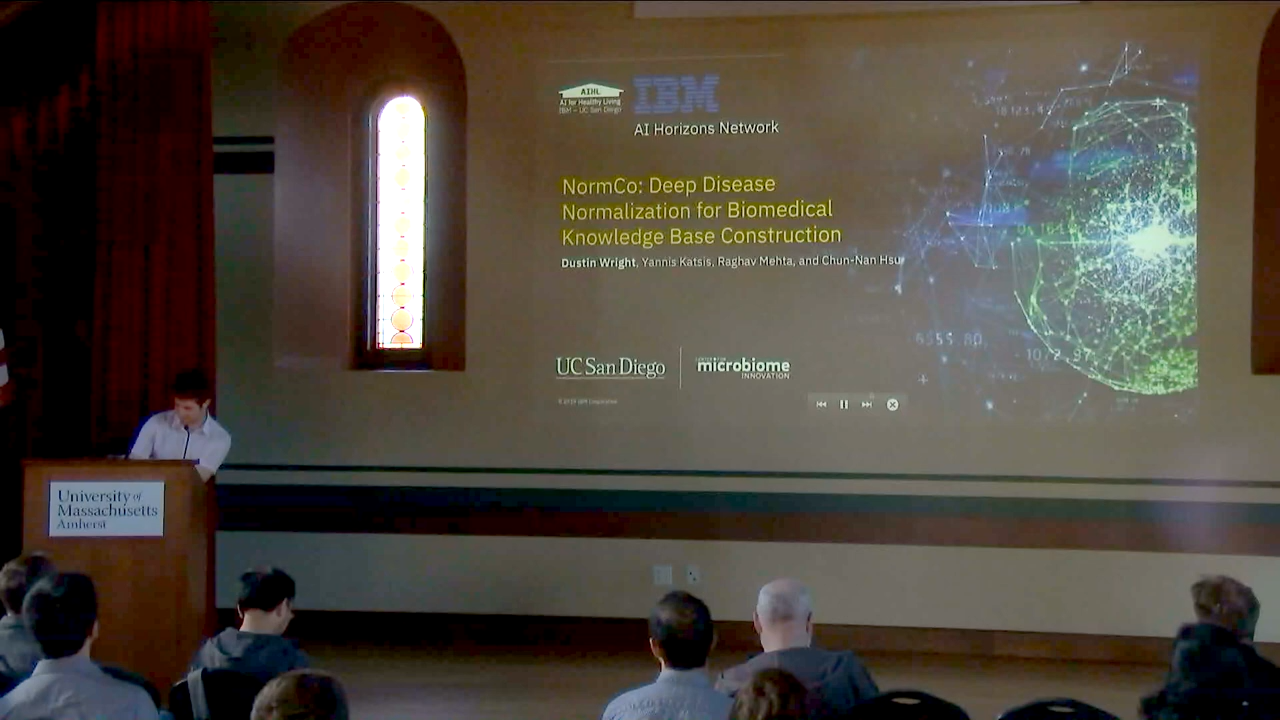 AIHL
AI for Healthy Living
IBM – UC San Diego
IBM
AI Horizons Network
NormCo: Deep Disease
Normalization for Biomedical
Knowledge Base Construction
Dustin Wright, Yannis Katsis, Raghav Mehta, and Chun-Nan Hsu
UC San Diego
CENTER FOR
microbiome
INNOVATION
University of
Massachusetts
Amherst